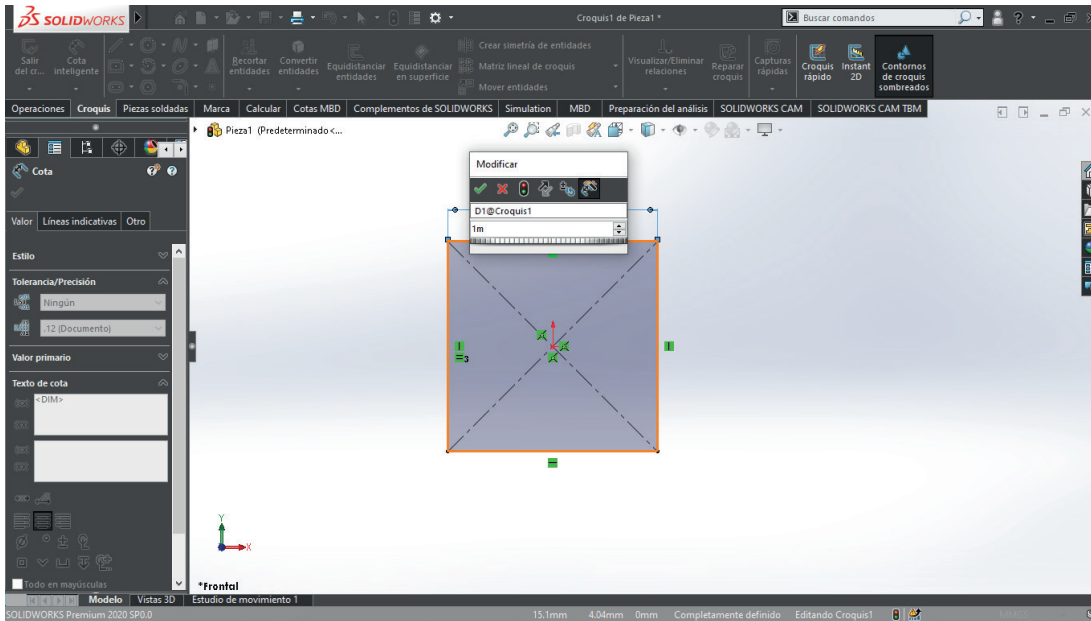 SOLIDWORKS
Croquis1 de Pieza1 *
Buscar comandos
Salir del cr...
Cota inteligente
Recortar entidades
Convertir entidades
Equidistanciar entidades
Equidistanciar en superficie
Crear simetría de entidades
Matriz lineal de croquis
Mover entidades
Visualizar/Eliminar relaciones
Reparar croquis
Capturas rápidas
Croquis rápido
Instant 2D
Contornos de croquis sombreados
Operaciones Croquis Piezas soldadas Marca Calcular Cotas MBD Complementos de SOLIDWORKS Simulation MBD Preparación del análisis SOLIDWORKS CAM SOLIDWORKS CAM TBM
Pieza1 (Predeterminado<...
Cota
Valor Líneas indicativas Otro
Estilo
Tolerancia/Precisión
Ningún
.12 (Documento)
Valor primario
Texto de cota
<DIM>
Todo en mayúsculas
Modificar
D1@Croquis1
1m
3
Y
X
*Frontal
Modelo Vistas 3D Estudio de movimiento 1
SOLIDWORKS Premium 2020 SP0.0 15.1mm 4.04mm 0mm Completamente definido Editando Croquis1